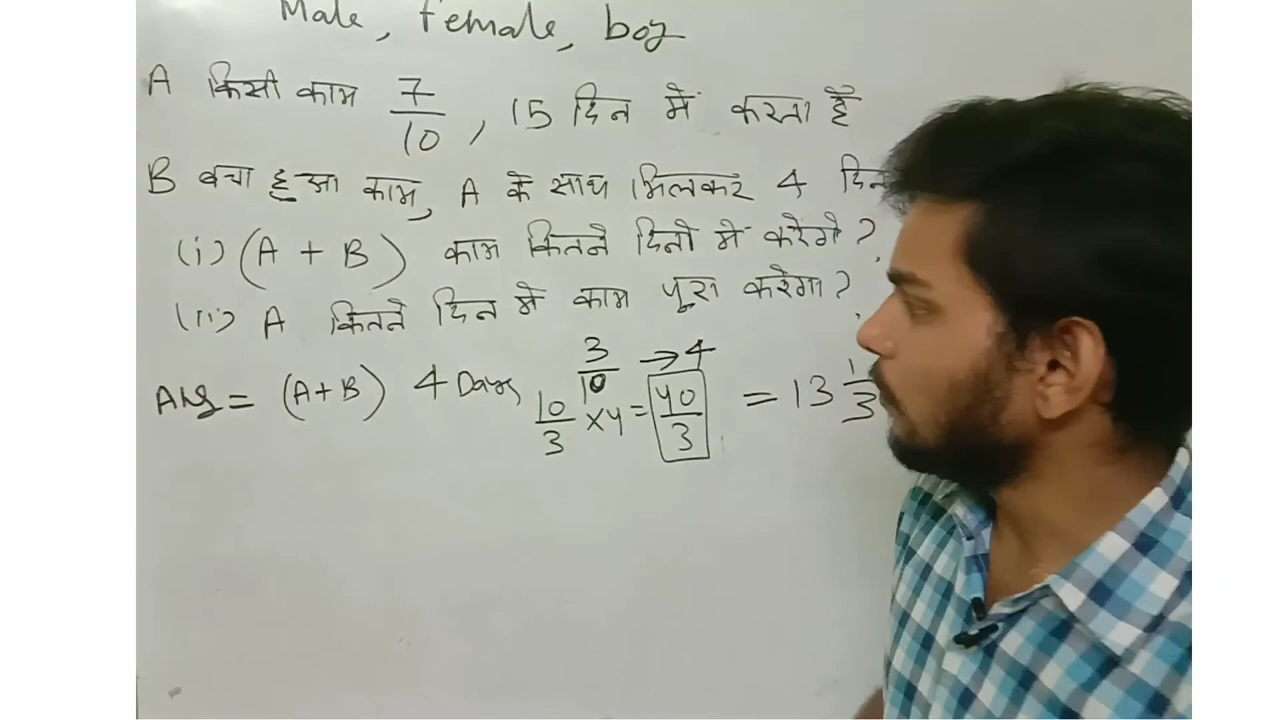 Male, female, boy
A किसी काम 7/10, 15 दिन में करता है
B बचा हुआ काम, A के साथ मिलकर 4 दिन
(i) (A + B) काम कितने दिनो में करेंगे?
(ii) A कितने दिन में काम पूरा करेगा?
Ans = (A+B) 4 Days 3/10 → 4
10/3 x 4 = 40/3 = 13 1/3